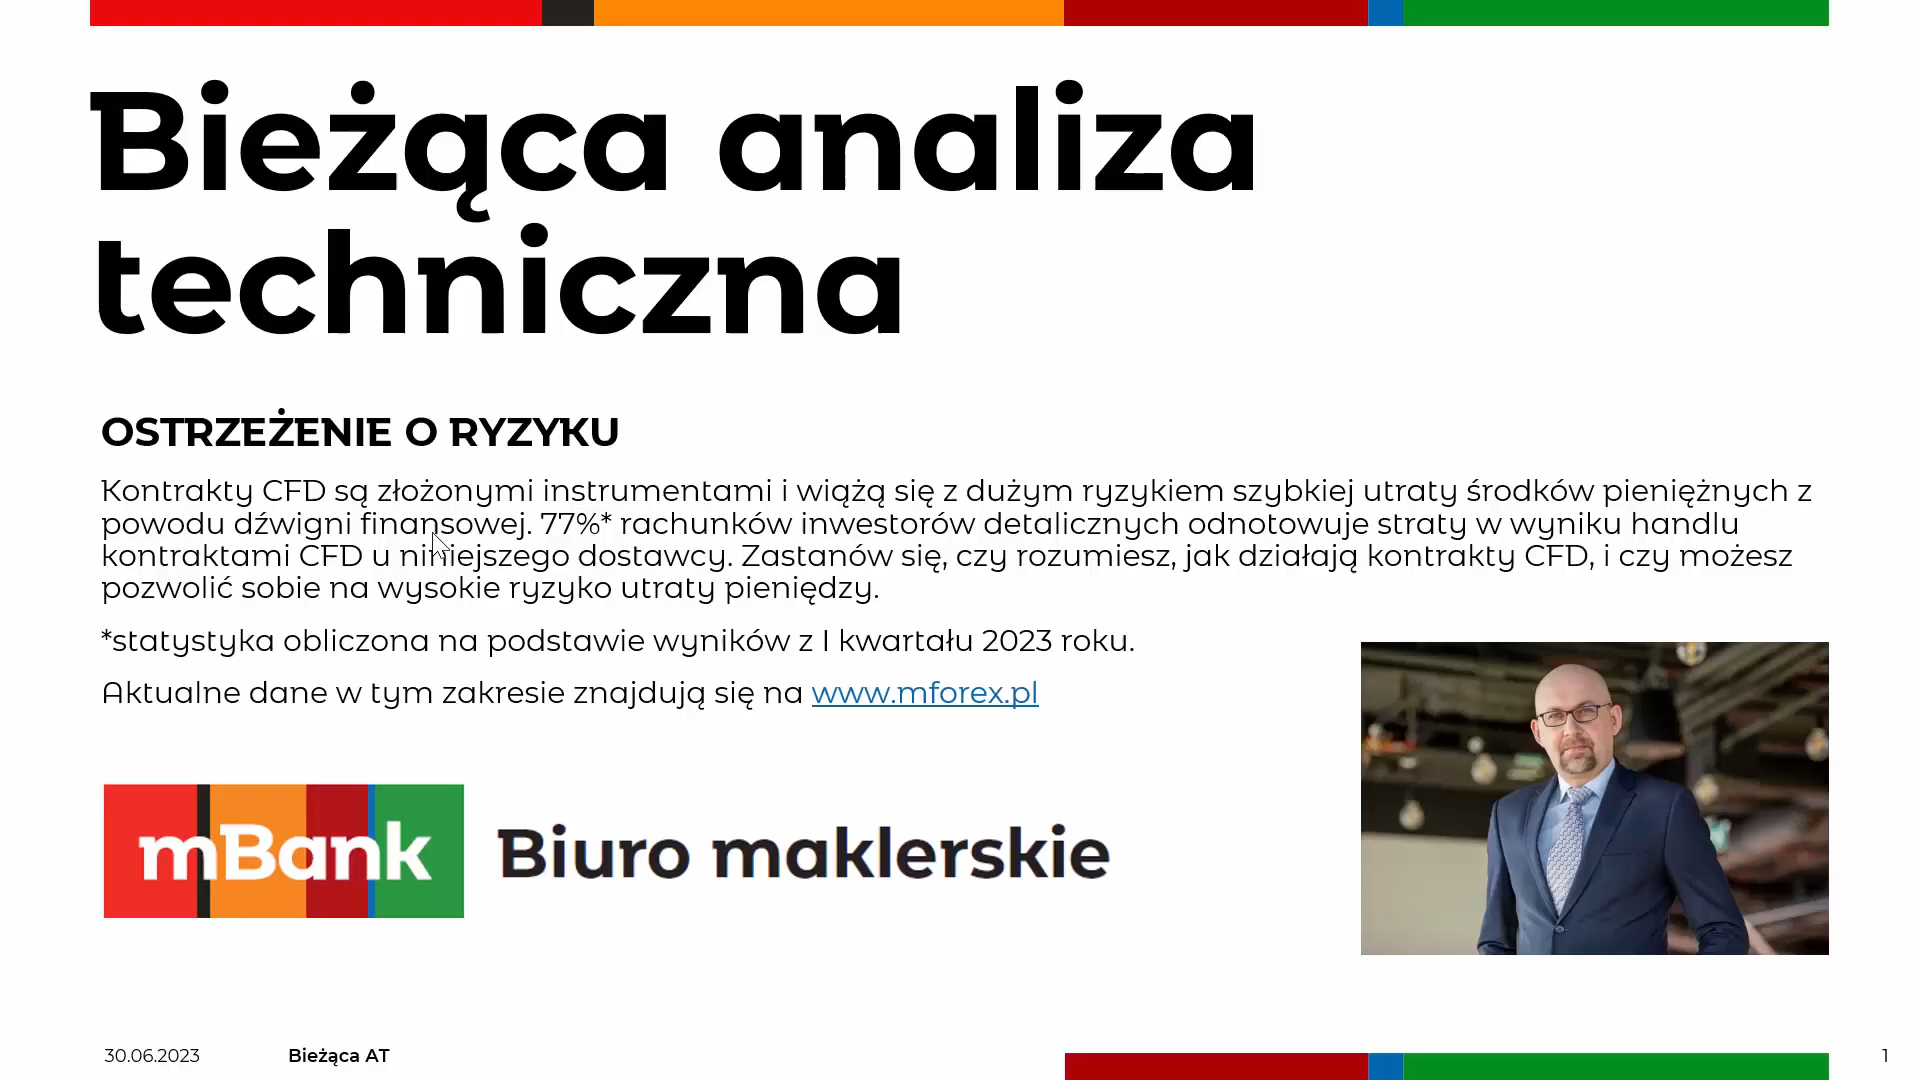 Bieżąca analiza
techniczna
OSTRZEŻENIE O RYZYKU
Kontrakty CFD są złożonymi instrumentami i wiążą się z dużym ryzykiem szybkiej utraty środków pieniężnych z
powodu dźwigni finansowej. 77%* rachunków inwestorów detalicznych odnotowuje straty w wyniku handlu
kontraktami CFD u niniejszego dostawcy. Zastanów się, czy rozumiesz, jak działają kontrakty CFD, i czy możesz
pozwolić sobie na wysokie ryzyko utraty pieniędzy.
*statystyka obliczona na podstawie wyników z I kwartału 2023 roku.
Aktualne dane w tym zakresie znajdują się na www.mforex.pl
mBank Biuro maklerskie
30.06.2023 Bieżąca AT 1